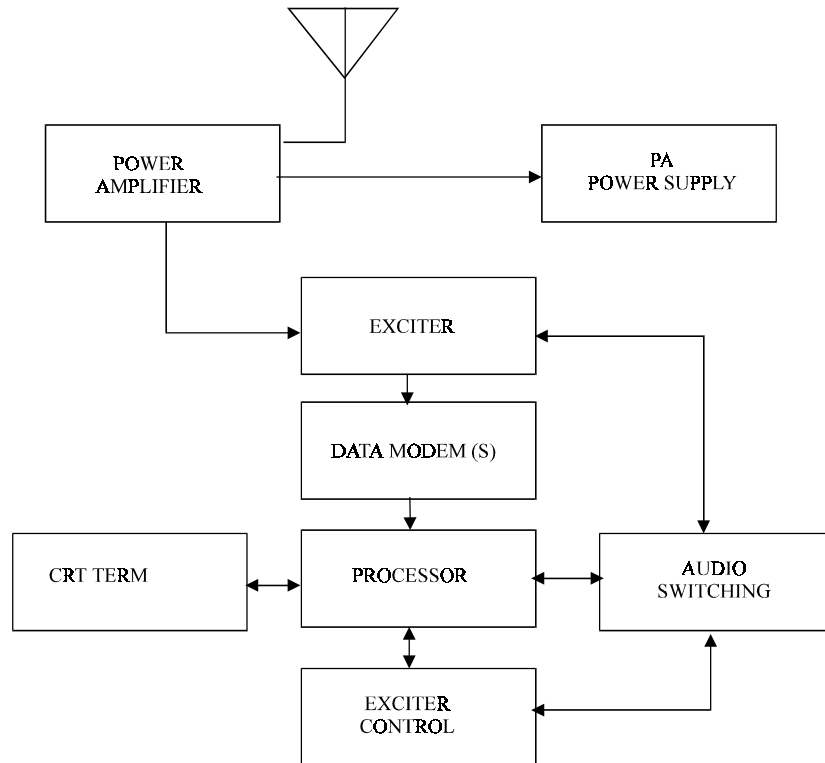 POWER
AMPLIFIER
PA
POWER SUPPLY
EXCITER
DATA MODEM (S)
CRT TERM
PROCESSOR
AUDIO
SWITCHING
EXCITER
CONTROL